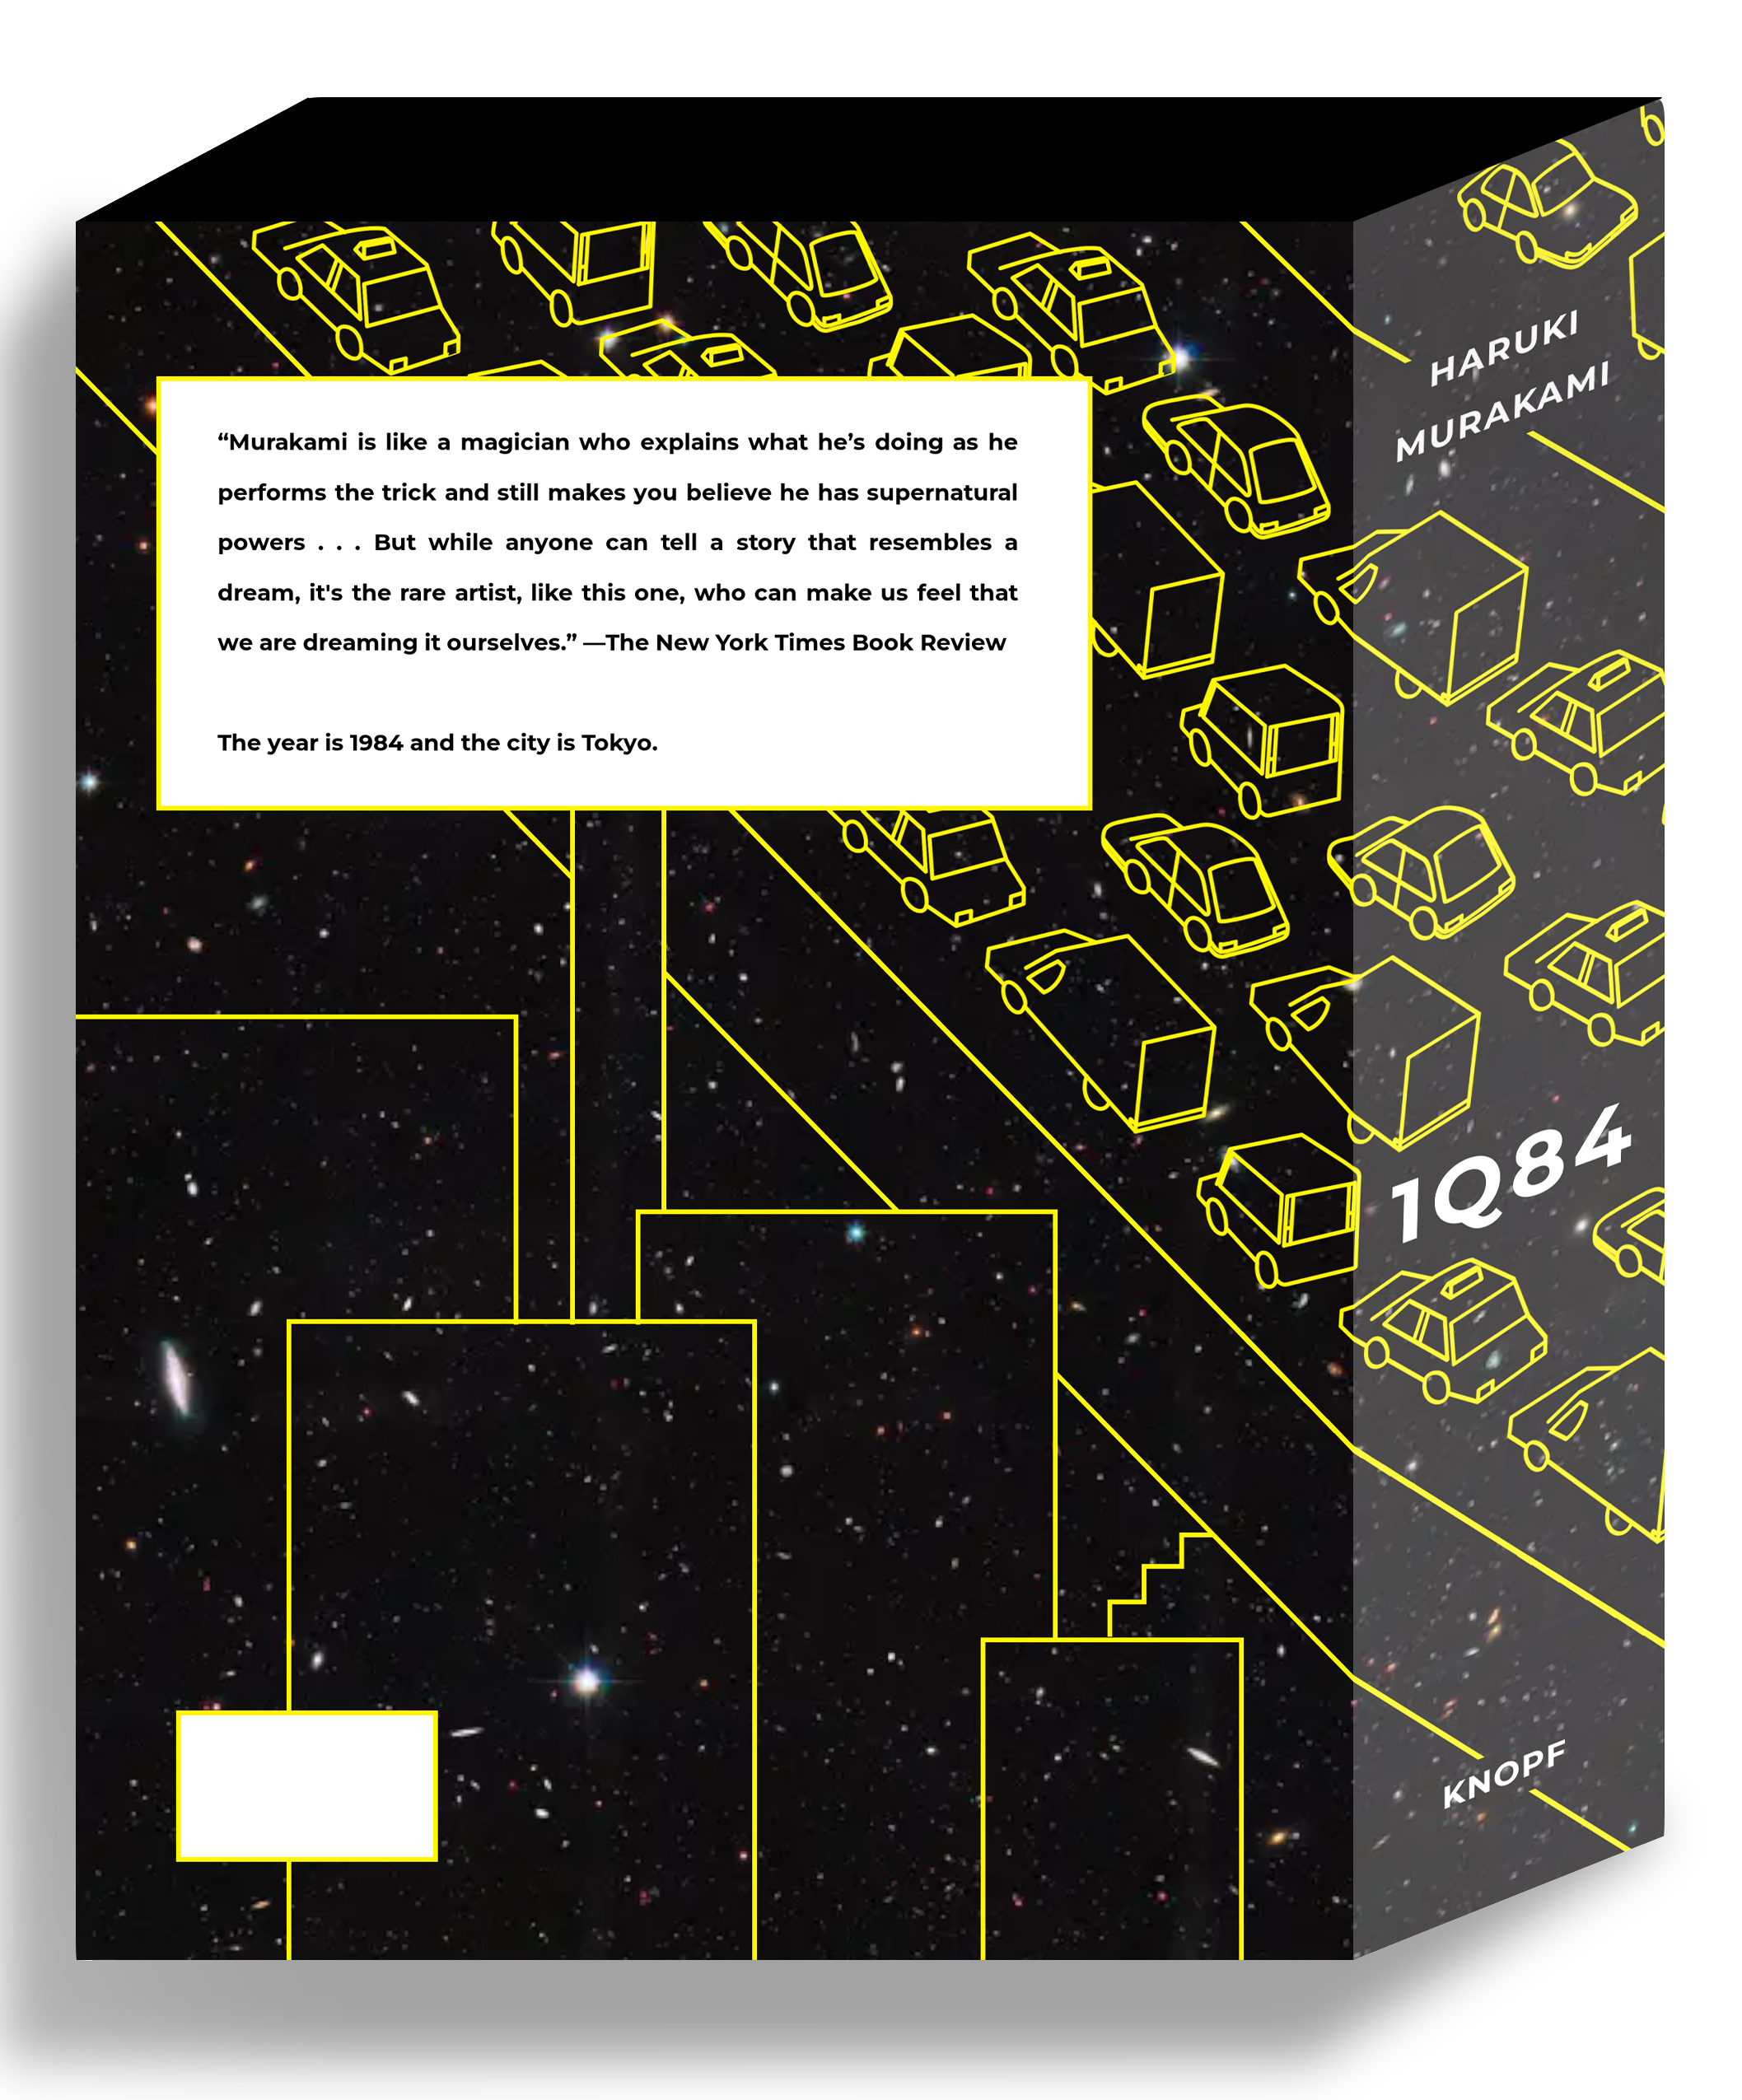 “Murakami is like a magician who explains what he’s doing as he
performs the trick and still makes you believe he has supernatural
powers . . . But while anyone can tell a story that resembles a
dream, it's the rare artist, like this one, who can make us feel that
we are dreaming it ourselves.” —The New York Times Book Review
The year is 1984 and the city is Tokyo.
HARUKI
MURAKAMI
1Q84
KNOPF